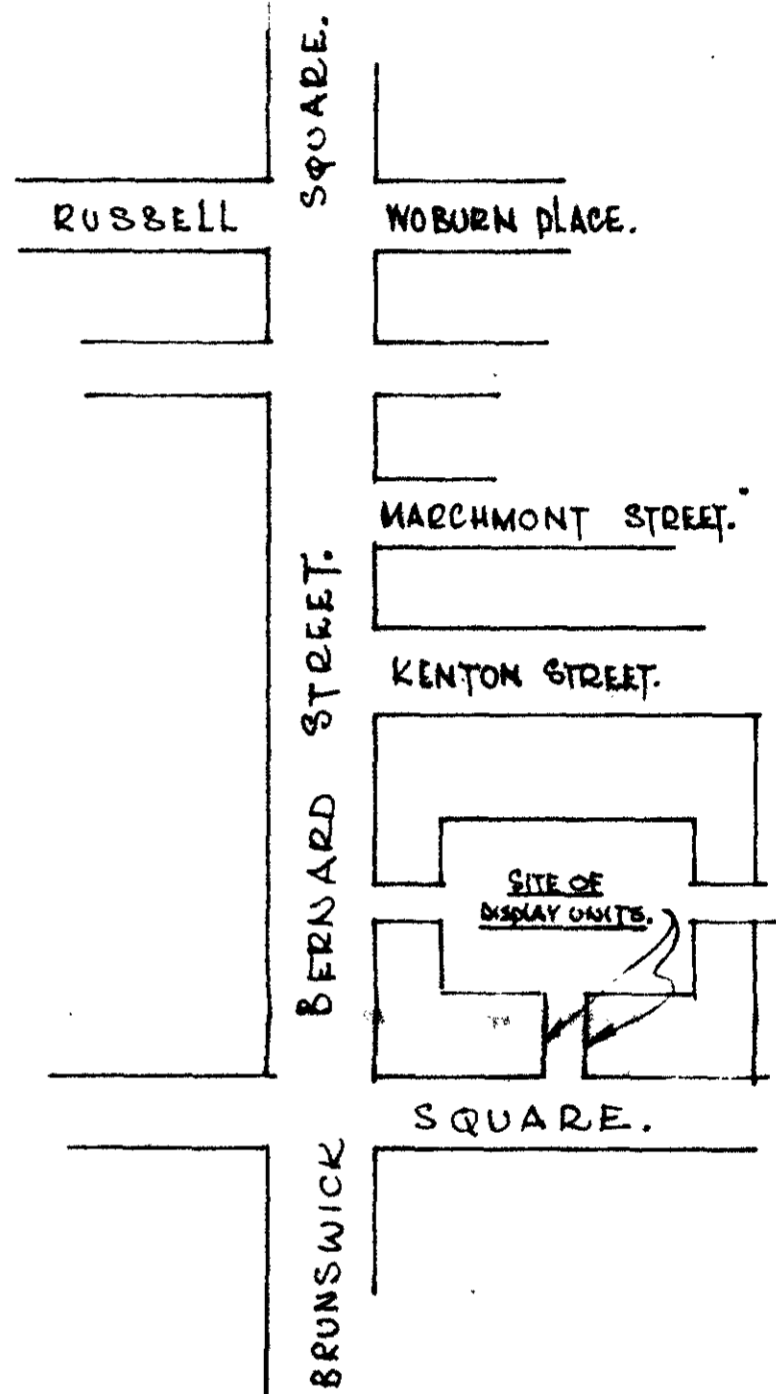 SQUARE.
RUSSELL
WOBURN PLACE.
MARCHMONT STREET.
KENTON STREET.
BERNARD STREET.
SITE OF
DISPLAY UNITS.
SQUARE.
BRUNSWICK